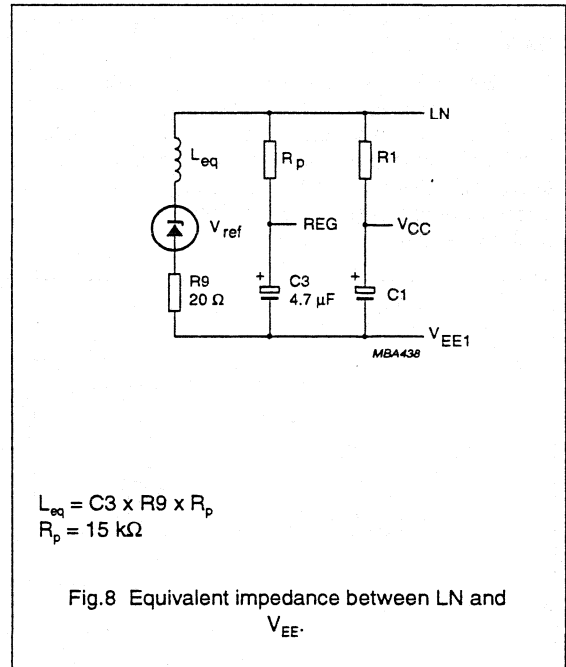 LN
L_eq
R_p
R1
V_ref
REG
V_CC
R9
20 Ω
C3
4.7 µF
+
+
C1
V_EE1
MBA438
L_eq = C3 x R9 x R_p
R_p = 15 kΩ
Fig.8 Equivalent impedance between LN and
V_EE.